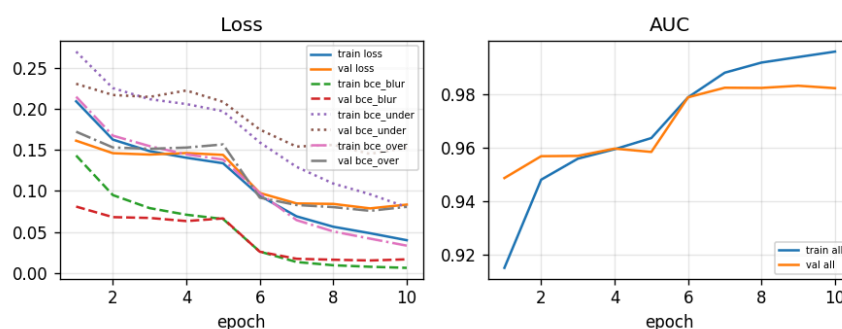 Loss
0.25
0.20
0.15
0.10
0.05
0.00
2
4
6
8
10
epoch
train loss
val loss
train bce_blur
val bce_blur
train bce_under
val bce_under
train bce_over
val bce_over
AUC
0.98
0.96
0.94
0.92
2
4
6
8
10
epoch
train all
val all